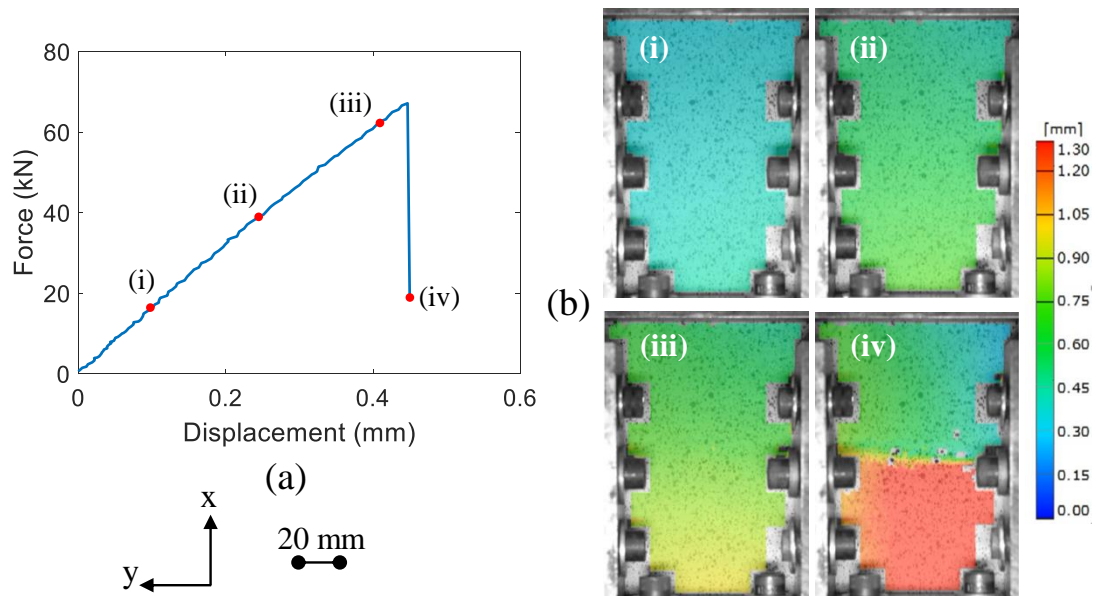 80
60
40
20
0
0
0.2
0.4
0.6
Force (kN)
Displacement (mm)
(i)
(ii)
(iii)
(iv)
(a)
x
y
20 mm
(b)
(i)
(ii)
(iii)
(iv)
[mm]
1.30
1.20
1.05
0.90
0.75
0.60
0.45
0.30
0.15
0.00